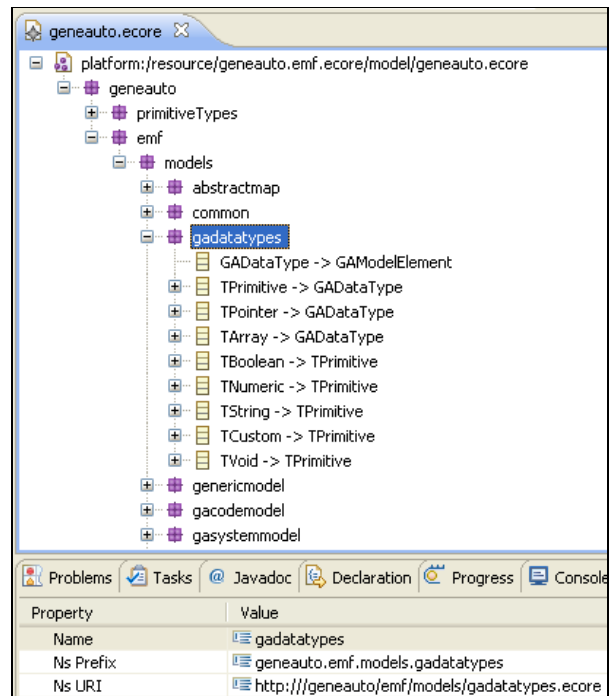 geneauto.ecore
platform:/resource/geneauto.emf.ecore/model/geneauto.ecore
geneauto
primitiveTypes
emf
models
abstractmap
common
gadatatypes
GADataType -> GAModelElement
TPrimitive -> GADataType
TPointer -> GADataType
TArray -> GADataType
TBoolean -> TPrimitive
TNumeric -> TPrimitive
TString -> TPrimitive
TCustom -> TPrimitive
TVoid -> TPrimitive
genericmodel
gacodemodel
gasystemmodel
Problems Tasks @ Javadoc Declaration Progress Console
Property Value
Name gadatatypes
Ns Prefix geneauto.emf.models.gadatatypes
Ns URI http:///geneauto/emf/models/gadatatypes.ecore